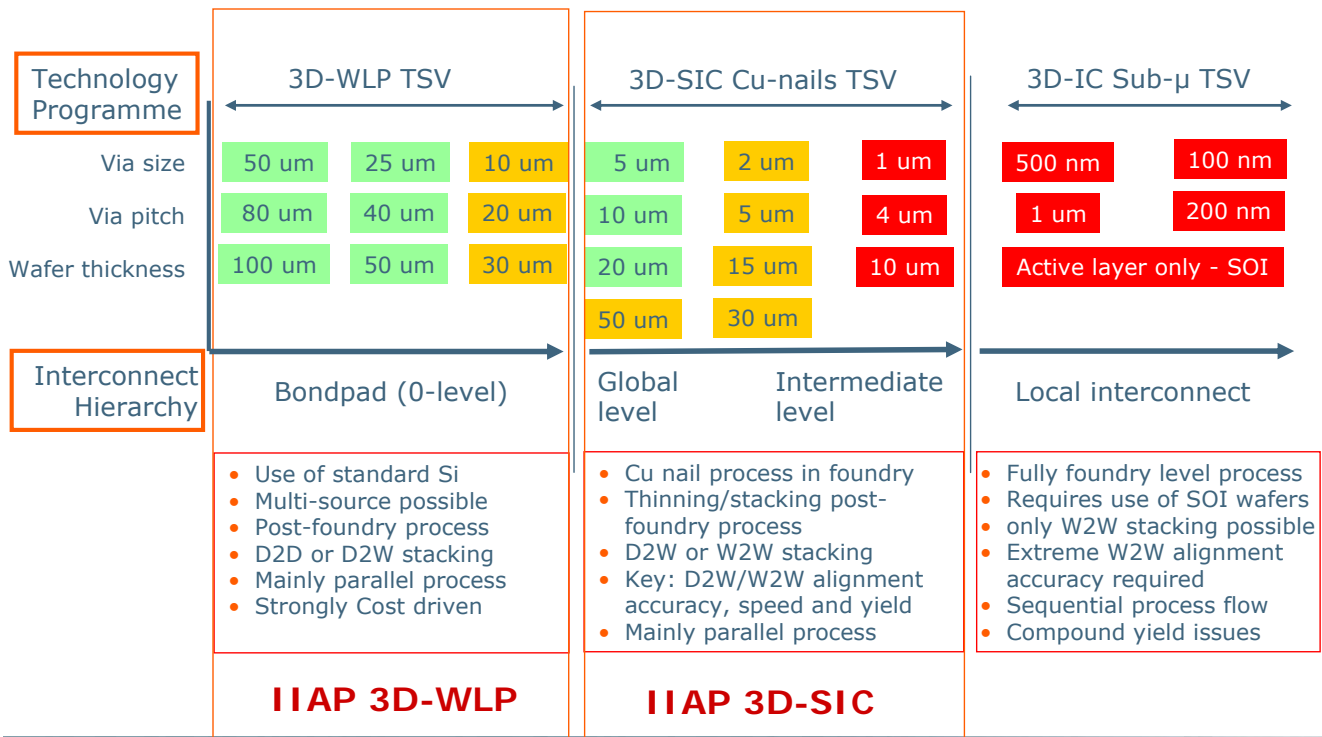 Technology
Programme
3D-WLP TSV
3D-SIC Cu-nails TSV
3D-IC Sub-µ TSV
Via size
50 um
25 um
10 um
5 um
2 um
1 um
500 nm
100 nm
Via pitch
80 um
40 um
20 um
10 um
5 um
4 um
1 um
200 nm
Wafer thickness
100 um
50 um
30 um
20 um
15 um
10 um
Active layer only - SOI
50 um
30 um
Interconnect
Hierarchy
Bondpad (0-level)
Global
level
Intermediate
level
Local interconnect
• Use of standard Si
• Multi-source possible
• Post-foundry process
• D2D or D2W stacking
• Mainly parallel process
• Strongly Cost driven
• Cu nail process in foundry
• Thinning/stacking post-
foundry process
• D2W or W2W stacking
• Key: D2W/W2W alignment
accuracy, speed and yield
• Mainly parallel process
• Fully foundry level process
• Requires use of SOI wafers
• only W2W stacking possible
• Extreme W2W alignment
accuracy required
• Sequential process flow
• Compound yield issues
IIAP 3D-WLP
IIAP 3D-SIC